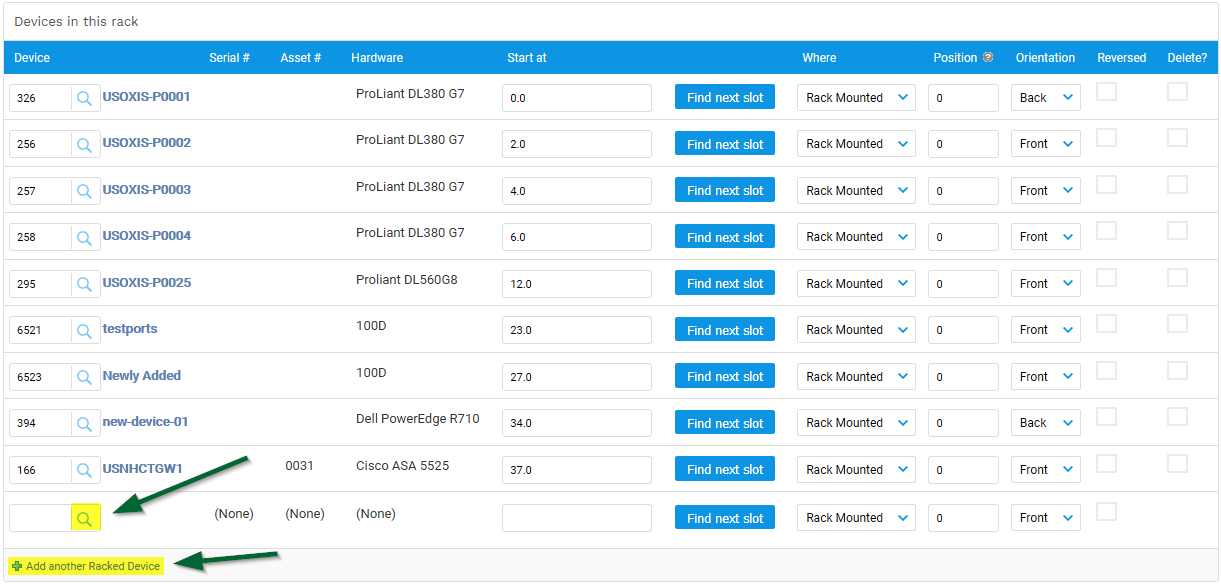 Devices in this rack
Device Serial # Asset # Hardware Start at Where Position Orientation Reversed Delete?
326 USOXIS-P0001 ProLiant DL380 G7 0.0 Find next slot Rack Mounted 0 Back
256 USOXIS-P0002 ProLiant DL380 G7 2.0 Find next slot Rack Mounted 0 Front
257 USOXIS-P0003 ProLiant DL380 G7 4.0 Find next slot Rack Mounted 0 Front
258 USOXIS-P0004 ProLiant DL380 G7 6.0 Find next slot Rack Mounted 0 Front
295 USOXIS-P0025 Proliant DL560G8 12.0 Find next slot Rack Mounted 0 Front
6521 testports 100D 23.0 Find next slot Rack Mounted 0 Front
6523 Newly Added 100D 27.0 Find next slot Rack Mounted 0 Front
394 new-device-01 Dell PowerEdge R710 34.0 Find next slot Rack Mounted 0 Back
166 USNHCTGW1 0031 Cisco ASA 5525 37.0 Find next slot Rack Mounted 0 Front
(None) (None) (None) Find next slot Rack Mounted 0 Front
Add another Racked Device